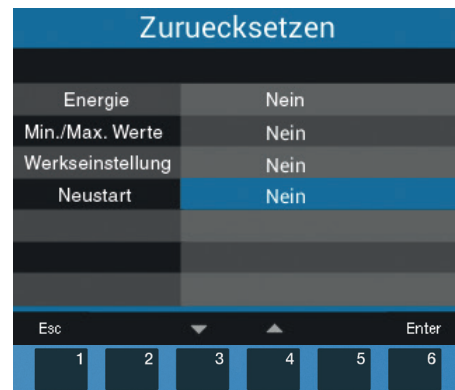 Zuruecksetzen
Energie Nein
Min./Max. Werte Nein
Werkseinstellung Nein
Neustart Nein
Esc Enter
1 2 3 4 5 6